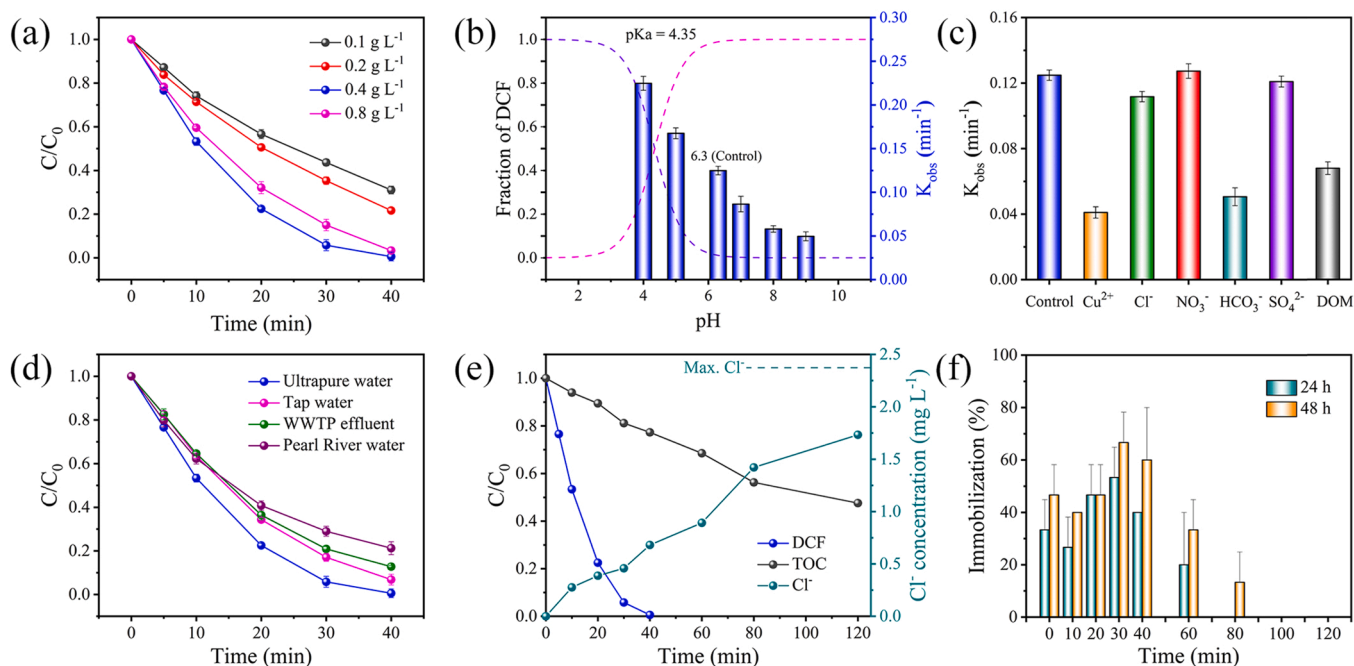 (a)
C/C₀
1.0
0.8
0.6
0.4
0.2
0.0
0.1 g L⁻¹
0.2 g L⁻¹
0.4 g L⁻¹
0.8 g L⁻¹
0 10 20 30 40
Time (min)
(b)
Fraction of DCF
1.0
0.8
0.6
0.4
0.2
0.0
pKa = 4.35
6.3 (Control)
0.30
0.25
0.20
0.15
0.10
0.05
0.00
K_obs (min⁻¹)
2 4 6 8 10
pH
(c)
K_obs (min⁻¹)
0.16
0.12
0.08
0.04
0.00
Control Cu²⁺ Cl⁻ NO₃⁻ HCO₃⁻ SO₄²⁻ DOM
(d)
C/C₀
1.0
0.8
0.6
0.4
0.2
0.0
Ultrapure water
Tap water
WWTP effluent
Pearl River water
0 10 20 30 40
Time (min)
(e)
C/C₀
1.0
0.8
0.6
0.4
0.2
0.0
Max. Cl⁻
DCF
TOC
Cl⁻
2.5
2.0
1.5
1.0
0.5
0.0
Cl⁻ concentration (mg L⁻¹)
0 20 40 60 80 100 120
Time (min)
(f)
Immobilization (%)
100
80
60
40
20
0
24 h
48 h
0 10 20 30 40 60 80 100 120
Time (min)